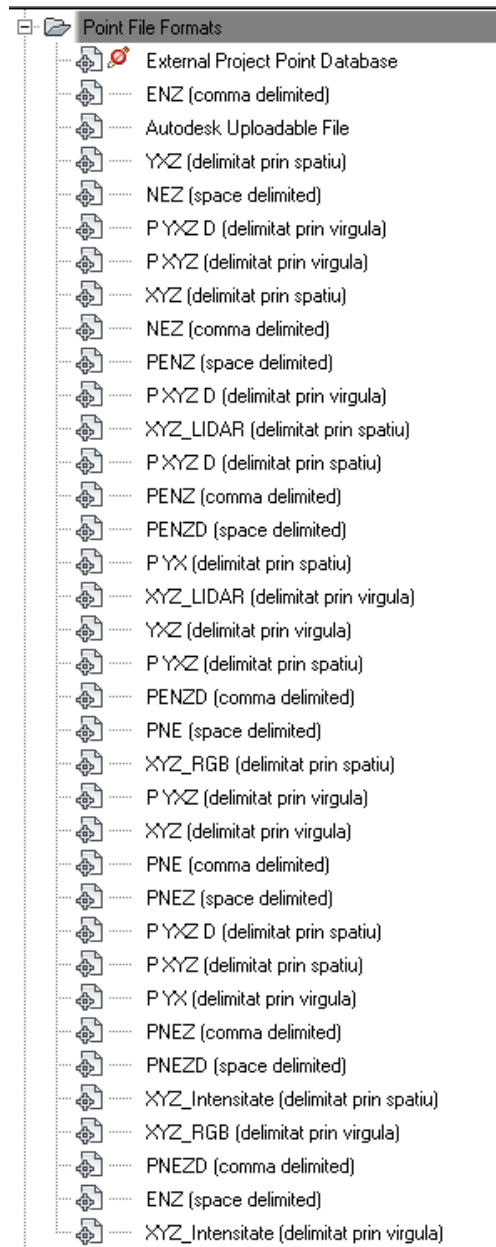 Point File Formats
External Project Point Database
ENZ (comma delimited)
Autodesk Uploadable File
YXZ (delimitat prin spatiu)
NEZ (space delimited)
P YXZ D (delimitat prin virgula)
P XYZ (delimitat prin virgula)
XYZ (delimitat prin spatiu)
NEZ (comma delimited)
PENZ (space delimited)
P XYZ D (delimitat prin virgula)
XYZ_LIDAR (delimitat prin spatiu)
P XYZ D (delimitat prin spatiu)
PENZ (comma delimited)
PENZD (space delimited)
P YX (delimitat prin spatiu)
XYZ_LIDAR (delimitat prin virgula)
YXZ (delimitat prin virgula)
P YXZ (delimitat prin spatiu)
PENZD (comma delimited)
PNE (space delimited)
XYZ_RGB (delimitat prin spatiu)
P YXZ (delimitat prin virgula)
XYZ (delimitat prin virgula)
PNE (comma delimited)
PNEZ (space delimited)
P YXZ D (delimitat prin spatiu)
P XYZ (delimitat prin spatiu)
P YX (delimitat prin virgula)
PNEZ (comma delimited)
PNEZD (space delimited)
XYZ_Intensitate (delimitat prin spatiu)
XYZ_RGB (delimitat prin virgula)
PNEZD (comma delimited)
ENZ (space delimited)
XYZ_Intensitate (delimitat prin virgula)